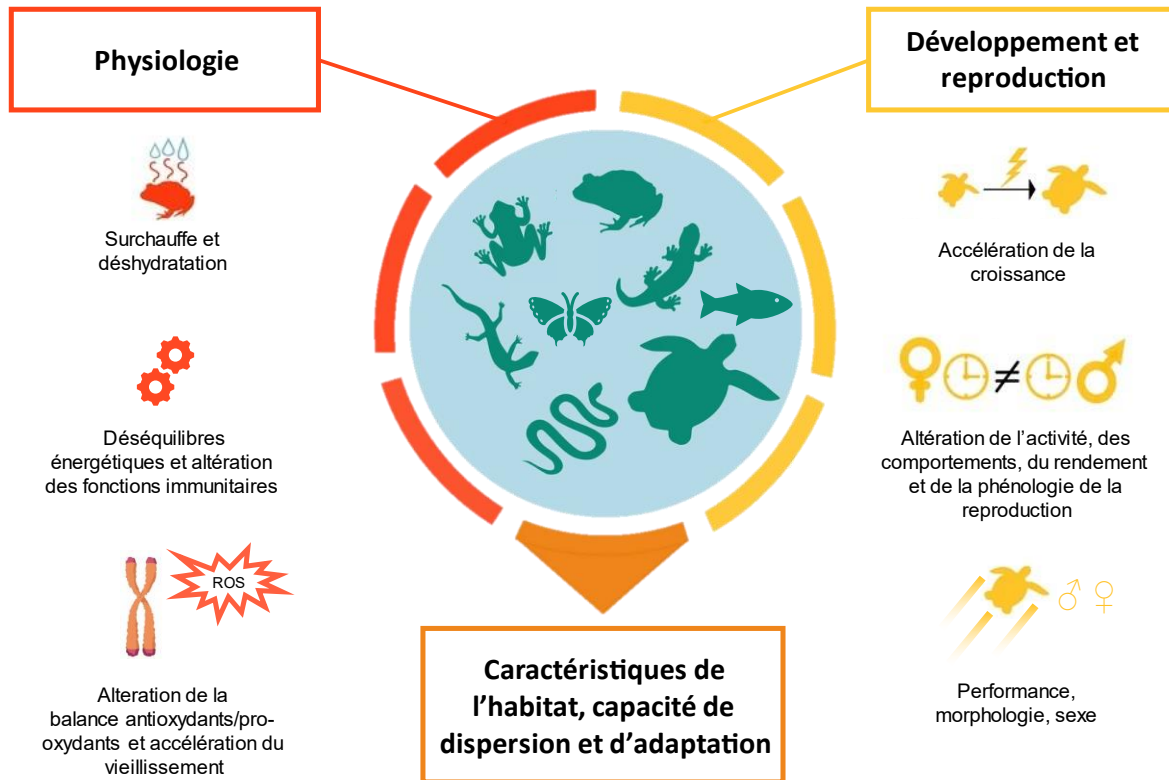 Physiologie
Surchauffe et
déshydratation
Déséquilibres
énergétiques et altération
des fonctions immunitaires
ROS
Alteration de la
balance antioxydants/pro-
oxydants et accélération du
vieillissement
Développement et
reproduction
Accélération de la
croissance
≠
Altération de l’activité, des
comportements, du rendement
et de la phénologie de la
reproduction
♂ ♀
Performance,
morphologie, sexe
Caractéristiques de
l’habitat, capacité de
dispersion et d’adaptation